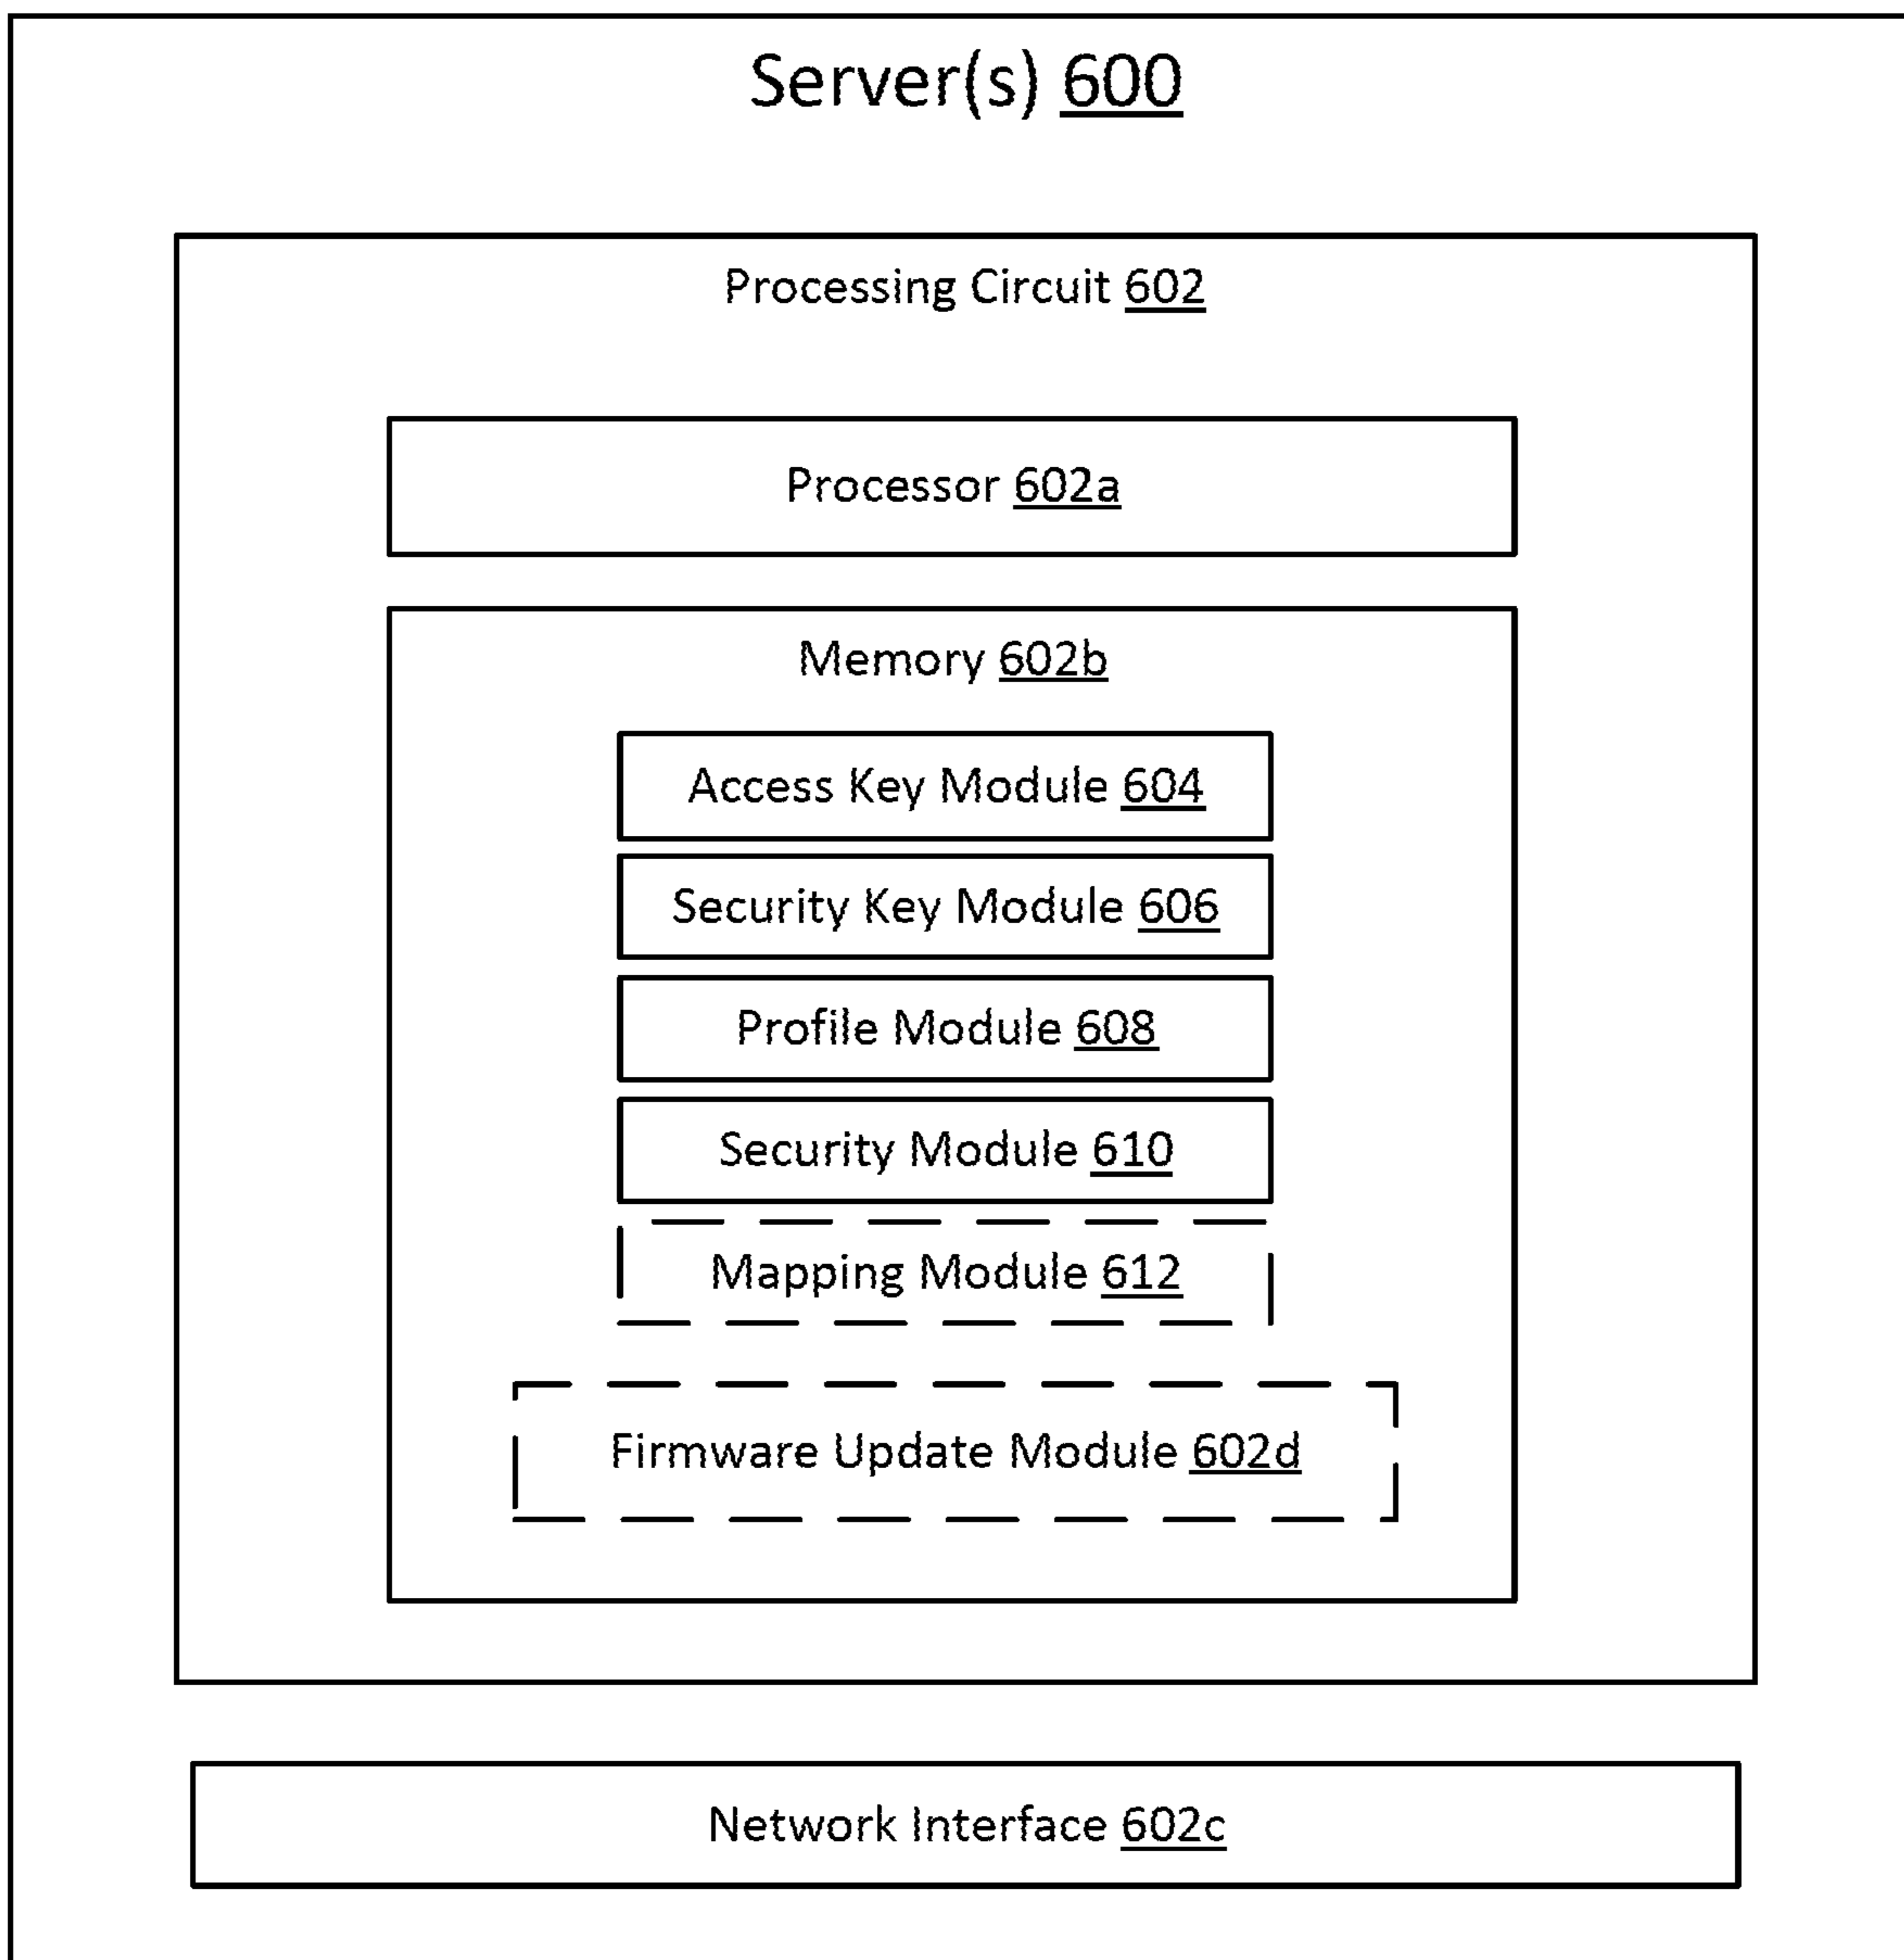 Server(s) 600
Processing Circuit 602
Processor 602a
Memory 602b
Access Key Module 604
Security Key Module 606
Profile Module 608
Security Module 610
Mapping Module 612
Firmware Update Module 602d
Network Interface 602c